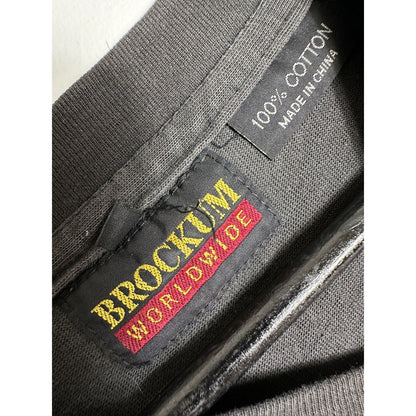 100% COTTON
MADE IN CHINA
BROCKUM
WORLDWIDE